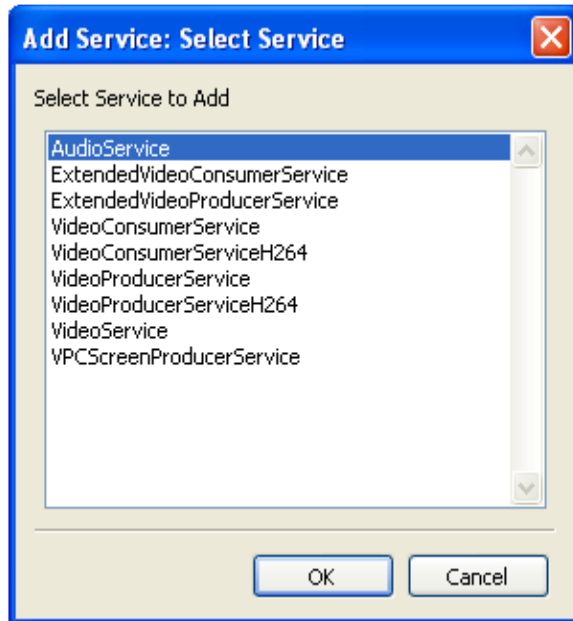 Add Service: Select Service
Select Service to Add
AudioService
ExtendedVideoConsumerService
ExtendedVideoProducerService
VideoConsumerService
VideoConsumerServiceH264
VideoProducerService
VideoProducerServiceH264
VideoService
VPCScreenProducerService
OK Cancel